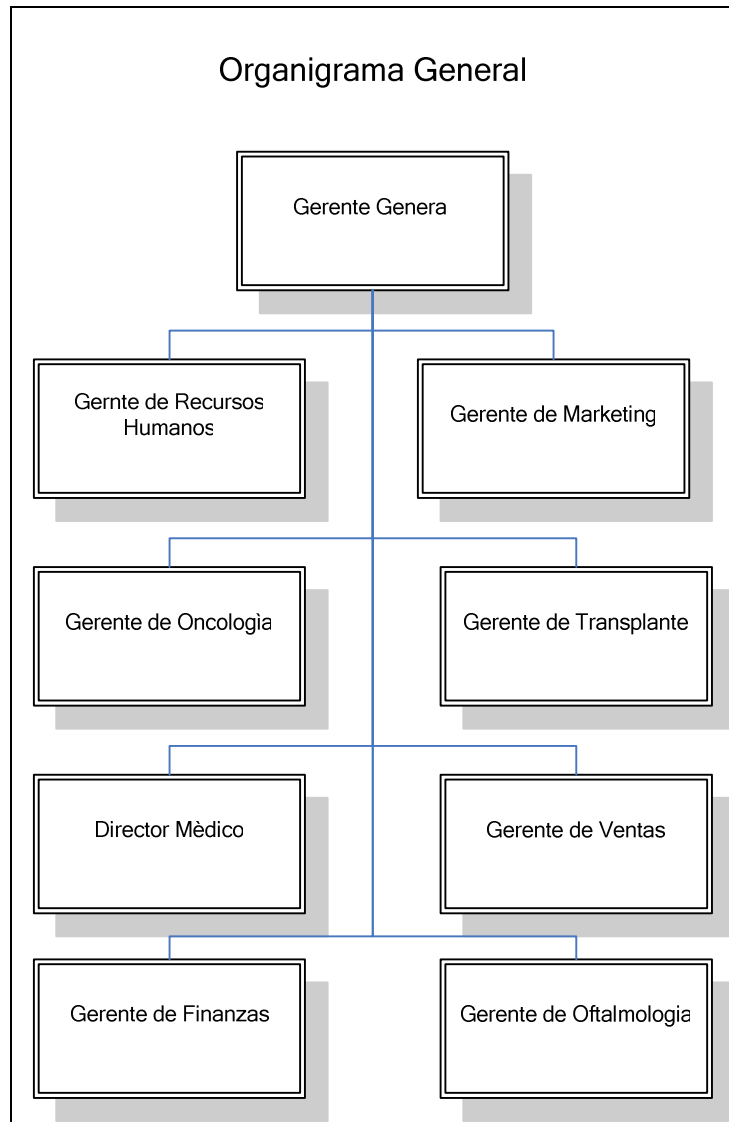 Organigrama General
Gerente Genera
Gernte de Recursos
Humanos
Gerente de Marketing
Gerente de Oncologìa
Gerente de Transplante
Director Mèdico
Gerente de Ventas
Gerente de Finanzas
Gerente de Oftalmologia